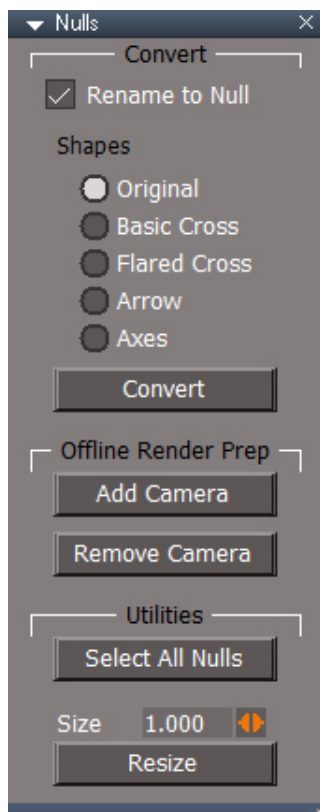 Nulls
Convert
Rename to Null
Shapes
Original
Basic Cross
Flared Cross
Arrow
Axes
Convert
Offline Render Prep
Add Camera
Remove Camera
Utilities
Select All Nulls
Size 1.000
Resize